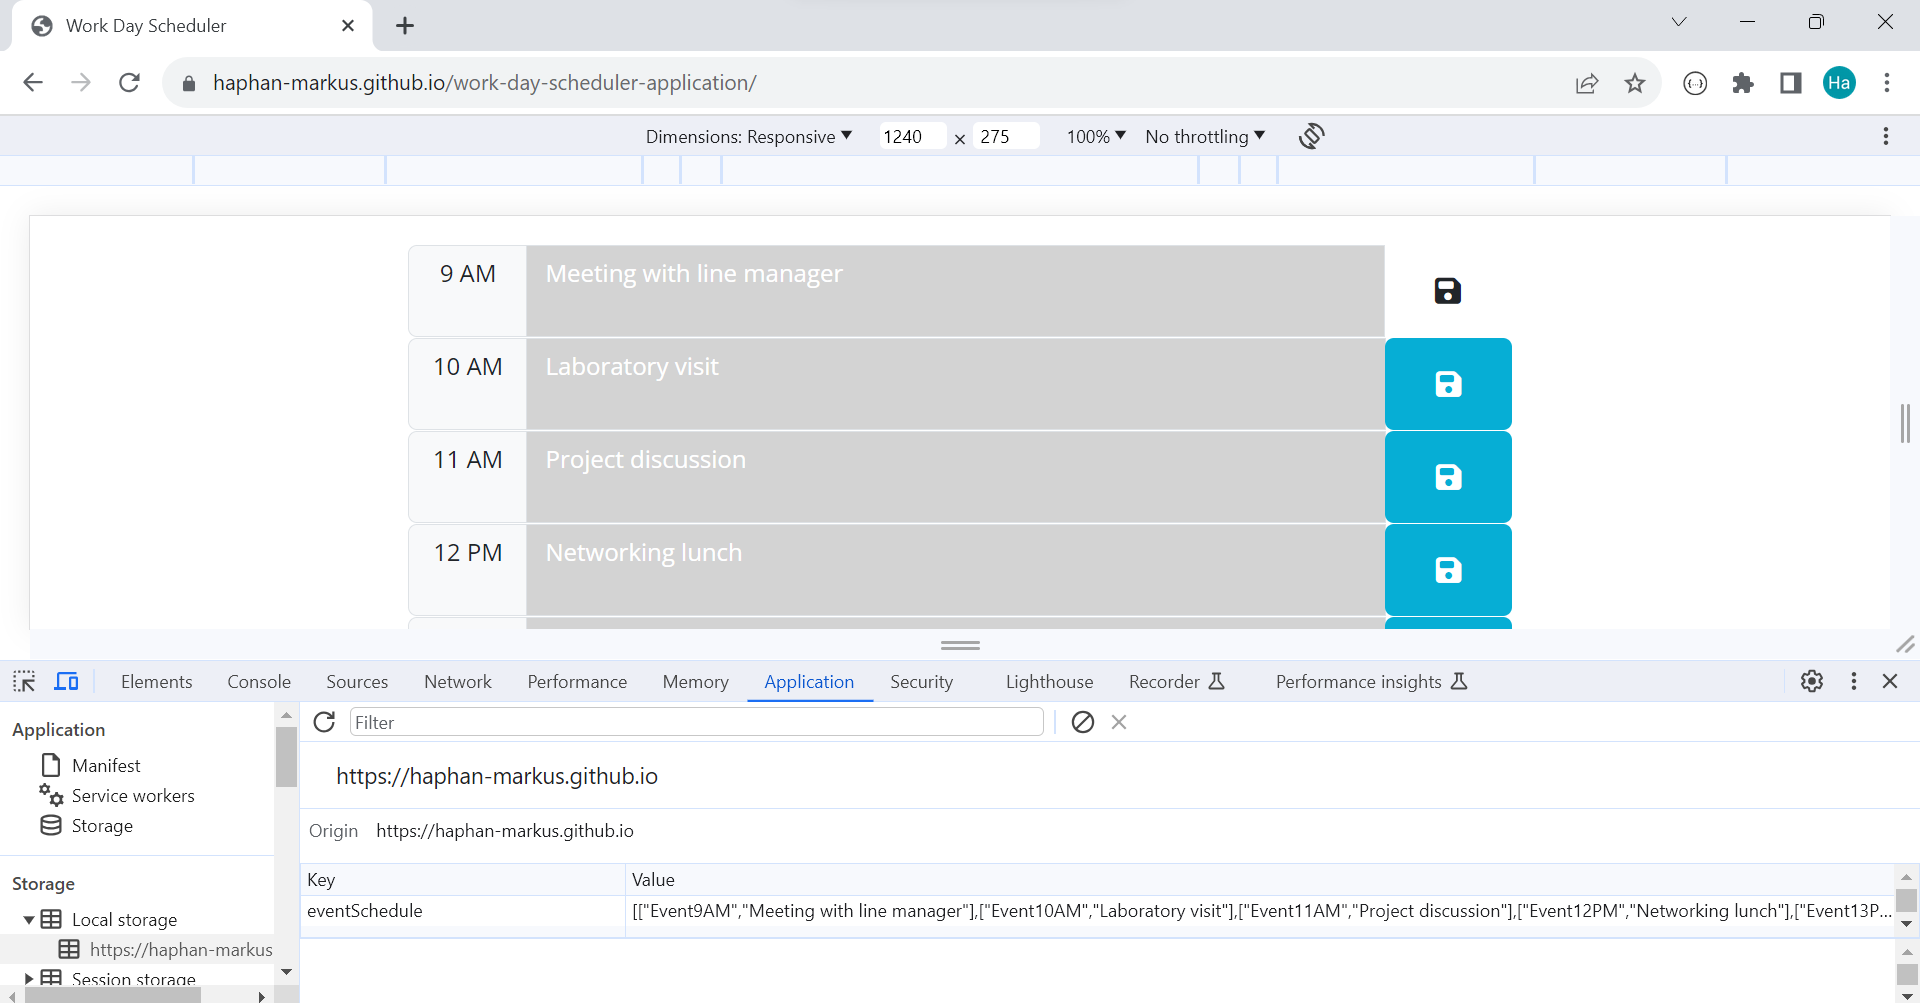 Work Day Scheduler
haphan-markus.github.io/work-day-scheduler-application/
Ha
Dimensions: Responsive 1240 × 275 100% No throttling
9 AM Meeting with line manager
10 AM Laboratory visit
11 AM Project discussion
12 PM Networking lunch
Elements Console Sources Network Performance Memory Application Security Lighthouse Recorder Performance insights
Application
Manifest
Service workers
Storage
Storage
Local storage
https://haphan-markus
Session storage
Filter
https://haphan-markus.github.io
Origin https://haphan-markus.github.io
Key Value
eventSchedule [["Event9AM","Meeting with line manager"],["Event10AM","Laboratory visit"],["Event11AM","Project discussion"],["Event12PM","Networking lunch"],["Event13P...